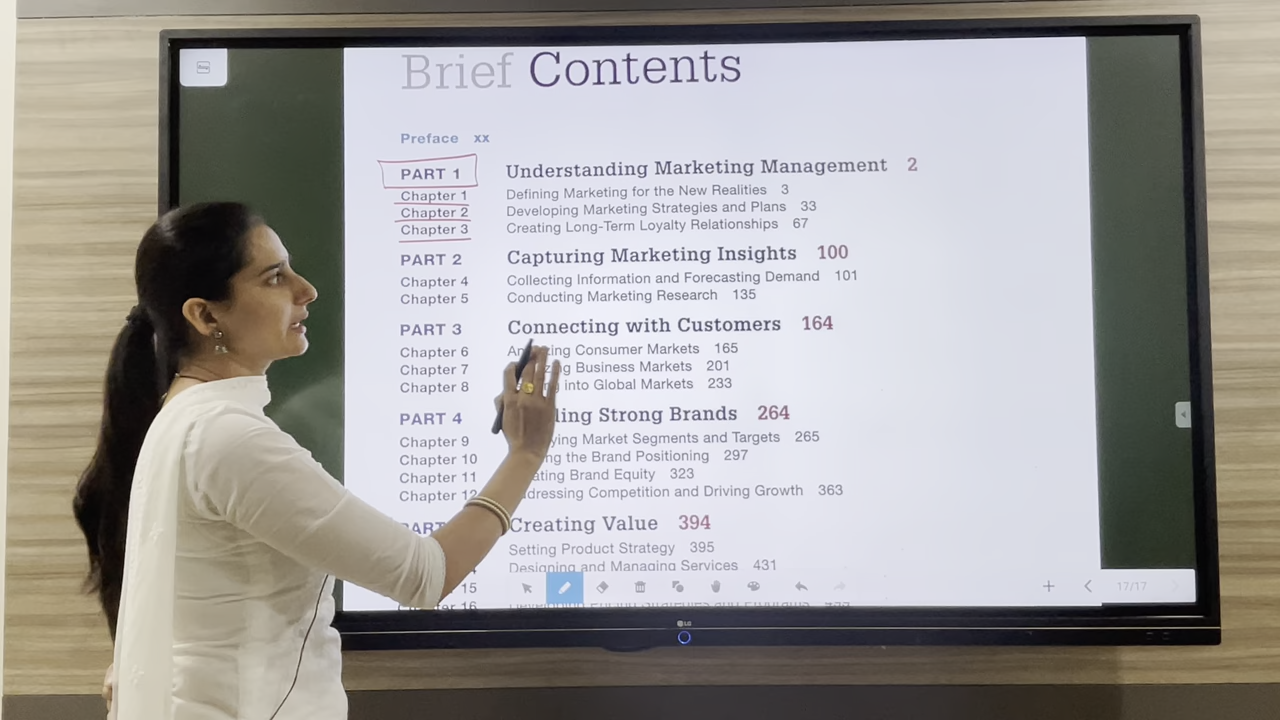 Brief Contents
Preface xx
PART 1 Understanding Marketing Management 2
Chapter 1 Defining Marketing for the New Realities 3
Chapter 2 Developing Marketing Strategies and Plans 33
Chapter 3 Creating Long-Term Loyalty Relationships 67
PART 2 Capturing Marketing Insights 100
Chapter 4 Collecting Information and Forecasting Demand 101
Chapter 5 Conducting Marketing Research 135
PART 3 Connecting with Customers 164
Chapter 6 Consumer Markets 165
Chapter 7 Business Markets 201
Chapter 8 into Global Markets 233
PART 4 Strong Brands 264
Chapter 9 Market Segments and Targets 265
Chapter 10 the Brand Positioning 297
Chapter 11 Brand Equity 323
Chapter 12 Competition and Driving Growth 363
Creating Value 394
Setting Product Strategy 395
Designing and Managing Services 431
15
16
17/17
LG